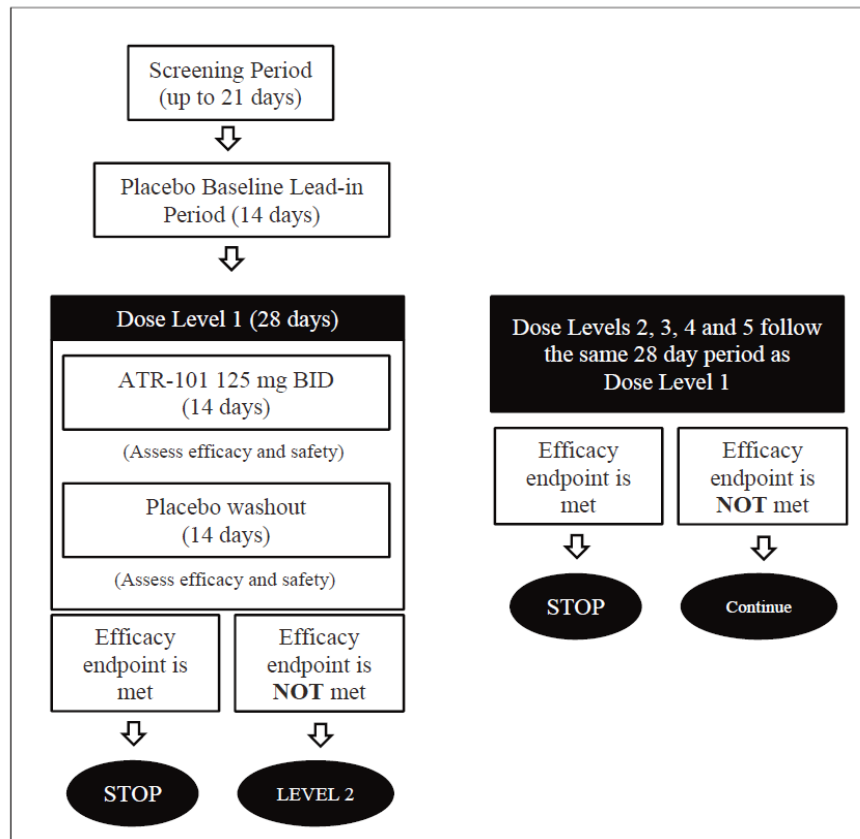 Screening Period
(up to 21 days)
Placebo Baseline Lead-in
Period (14 days)
Dose Level 1 (28 days)
ATR-101 125 mg BID
(14 days)
(Assess efficacy and safety)
Placebo washout
(14 days)
(Assess efficacy and safety)
Efficacy
endpoint is
met
Efficacy
endpoint is
NOT met
STOP
LEVEL 2
Dose Levels 2, 3, 4 and 5 follow
the same 28 day period as
Dose Level 1
Efficacy
endpoint is
met
Efficacy
endpoint is
NOT met
STOP
Continue